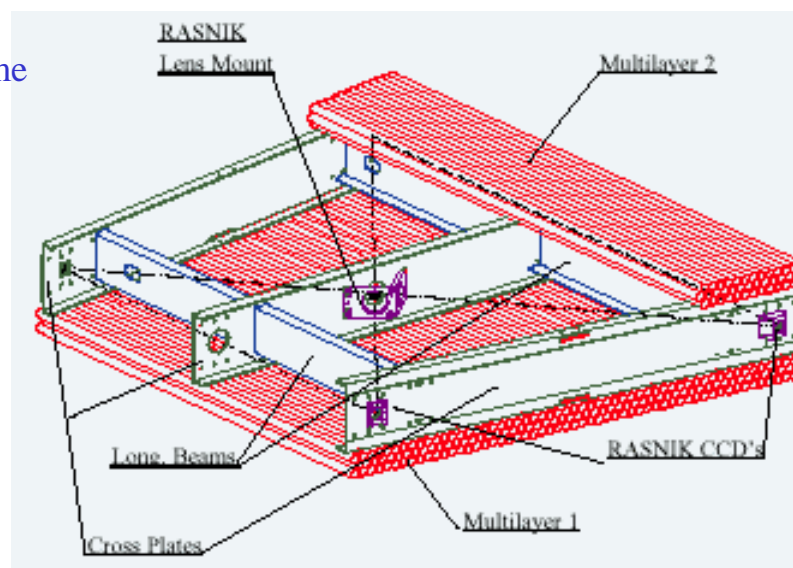 RASNIK
Lens Mount
Multilayer 2
Long. Beams
RASNIK CCD's
Multilayer 1
Cross Plates